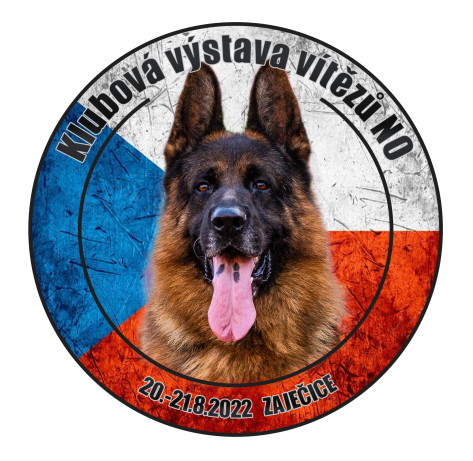 Klubová výstava vítězů NO
20.-21.8.2022 ZAJEČICE